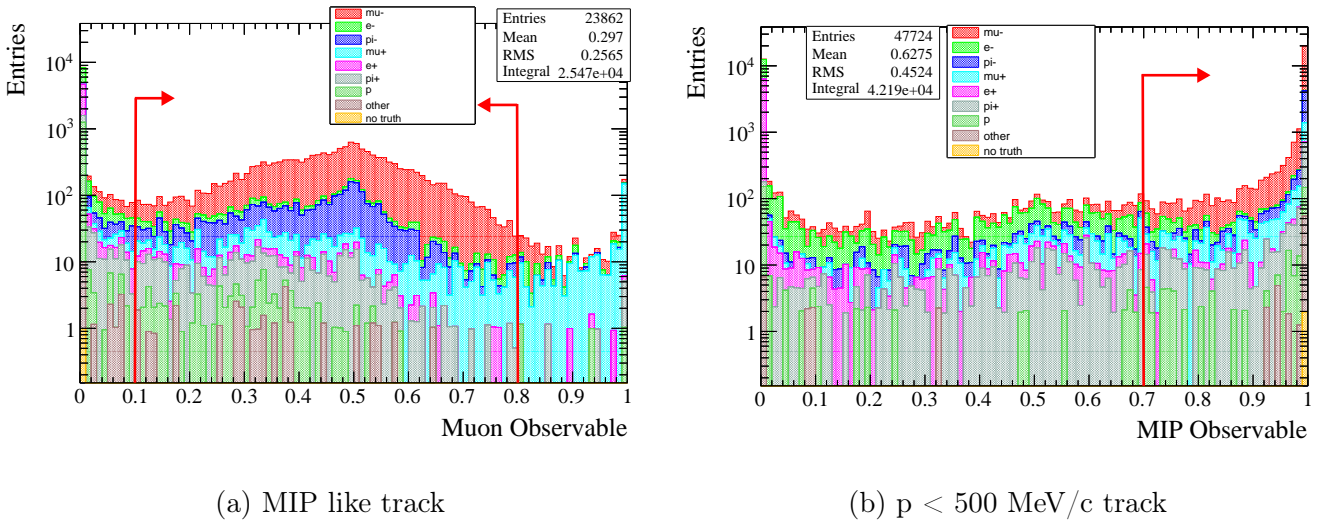 mu-
e-
pi-
mu+
e+
pi+
p
other
no truth
Entries 23862
Mean 0.297
RMS 0.2565
Integral 2.547e+04
Entries
10^4
10^3
10^2
10
1
0 0.1 0.2 0.3 0.4 0.5 0.6 0.7 0.8 0.9 1
Muon Observable
(a) MIP like track
Entries 47724
Mean 0.6275
RMS 0.4524
Integral 4.219e+04
mu-
e-
pi-
mu+
e+
pi+
p
other
no truth
Entries
10^4
10^3
10^2
10
1
0 0.1 0.2 0.3 0.4 0.5 0.6 0.7 0.8 0.9 1
MIP Observable
(b) p < 500 MeV/c track